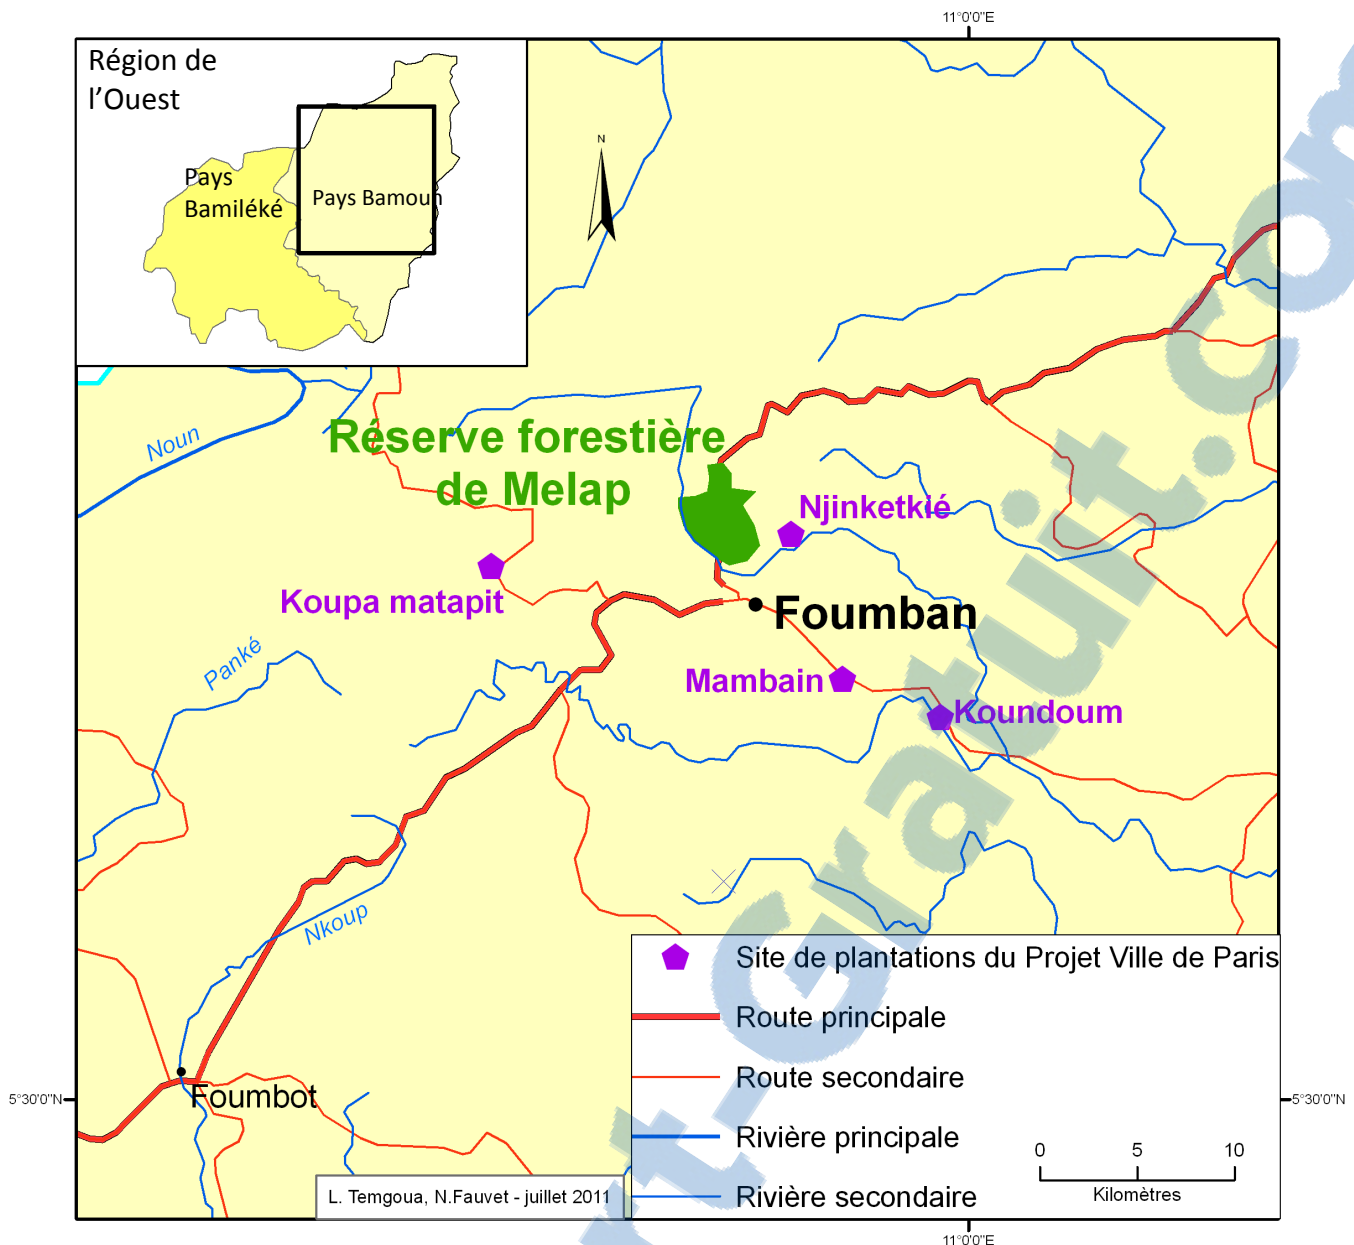 11°0'0"E
Région de
l'Ouest
Pays
Bamiléké
Pays Bamoun
N
Noun
Réserve forestière
de Melap
Njinketkié
Koupa matapit
Foumban
Panké
Mambain
Koundoum
Nkoup
Foumbot
5°30'0"N
5°30'0"N
Site de plantations du Projet Ville de Paris
Route principale
Route secondaire
Rivière principale
Rivière secondaire
0 5 10
Kilomètres
L. Temgoua, N.Fauvet - juillet 2011
11°0'0"E
rt-Gratuit.com